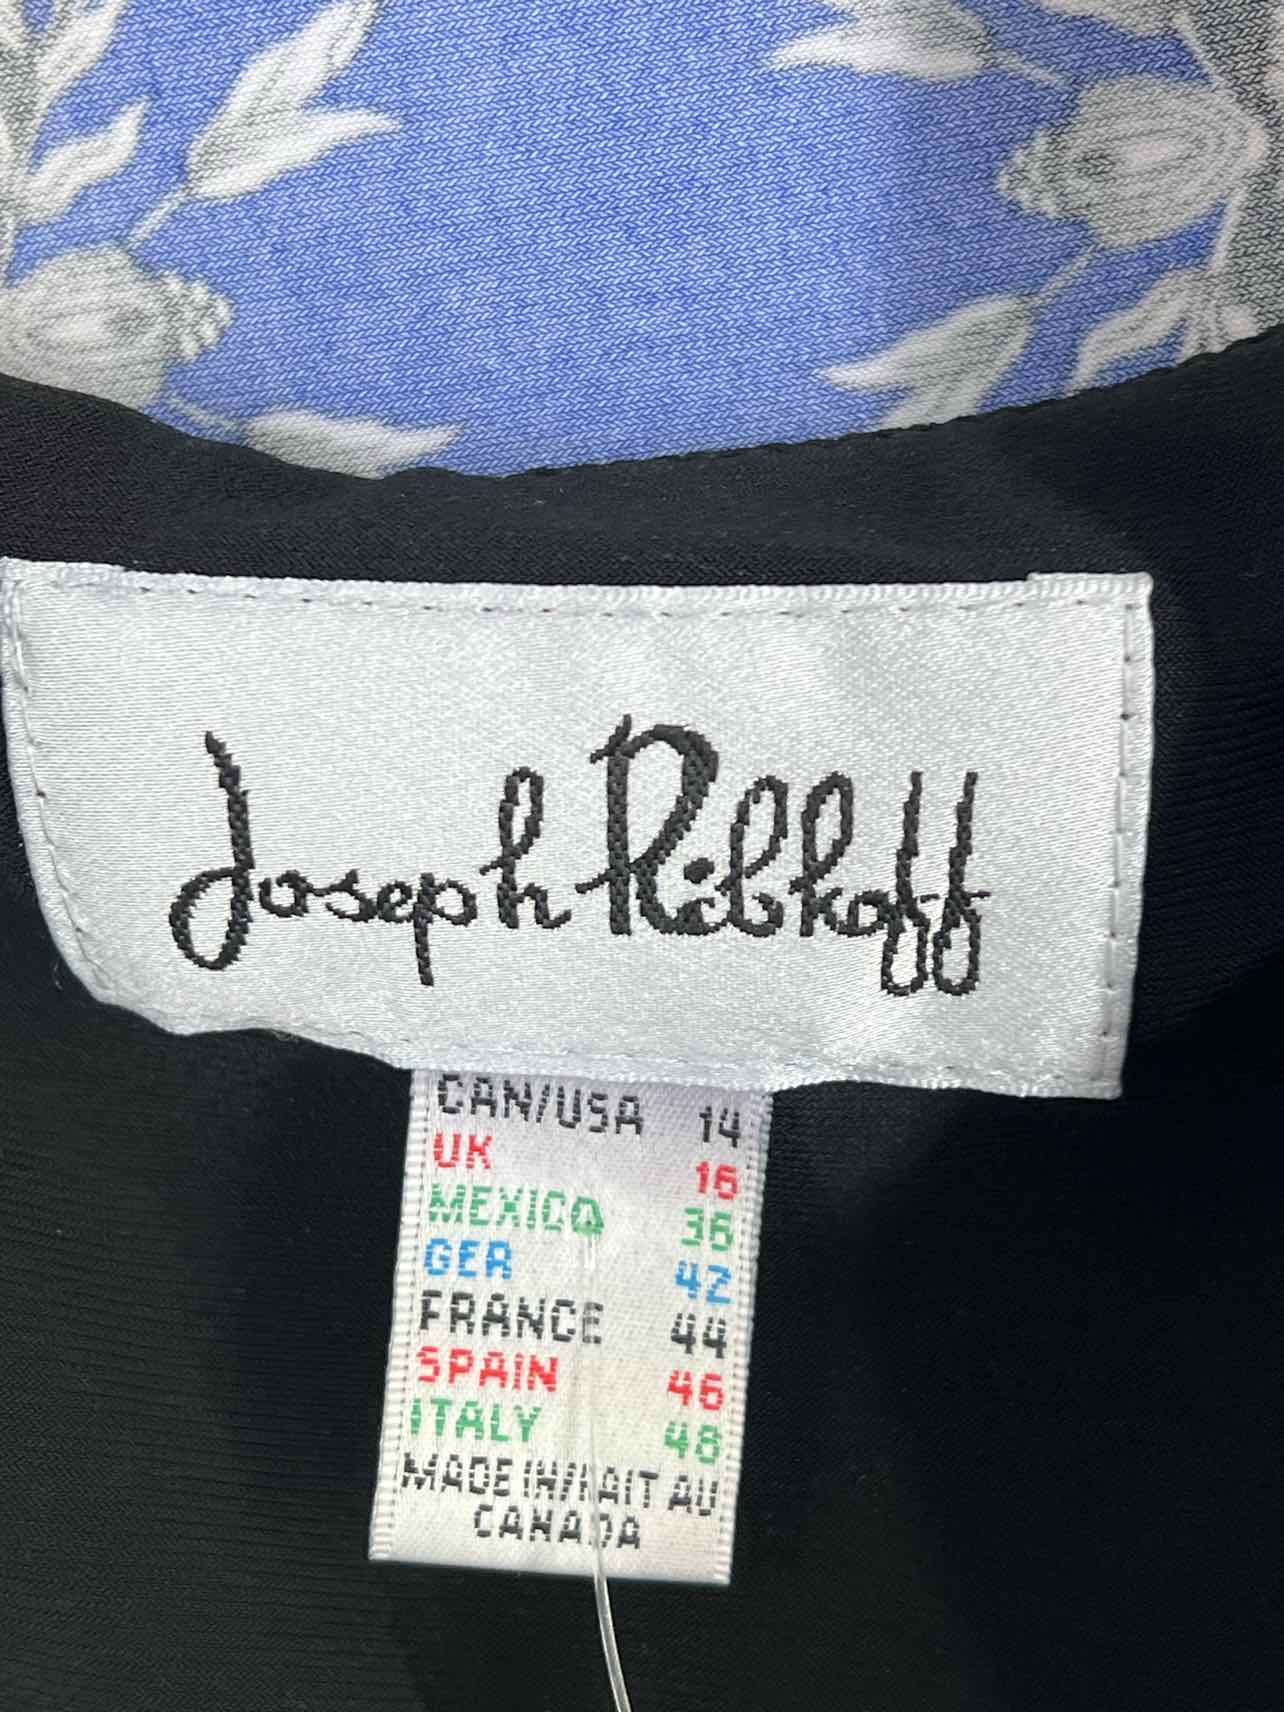 Joseph Ribkoff
CAN/USA 14
UK 16
MEXICO 36
GER 42
FRANCE 44
SPAIN 46
ITALY 48
MADE IN/FAIT AU
CANADA